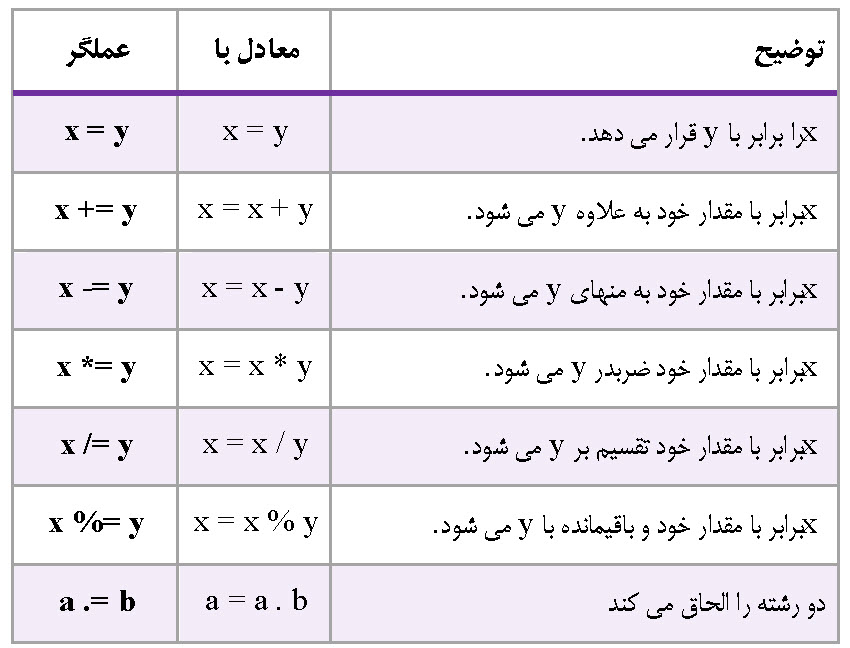 توضیح معادل با عملگر
xرا برابر با y قرار می دهد. x = y x = y
xبرابر با مقدار خود به علاوه y می شود. x = x + y x += y
xبرابر با مقدار خود به منهای y می شود. x = x - y x -= y
xبرابر با مقدار خود ضربدر y می شود. x = x * y x *= y
xبرابر با مقدار خود تقسیم بر y می شود. x = x / y x /= y
xبرابر با مقدار خود و باقیمانده با y می شود. x = x % y x %= y
دو رشته را الحاق می کند a = a . b a .= b